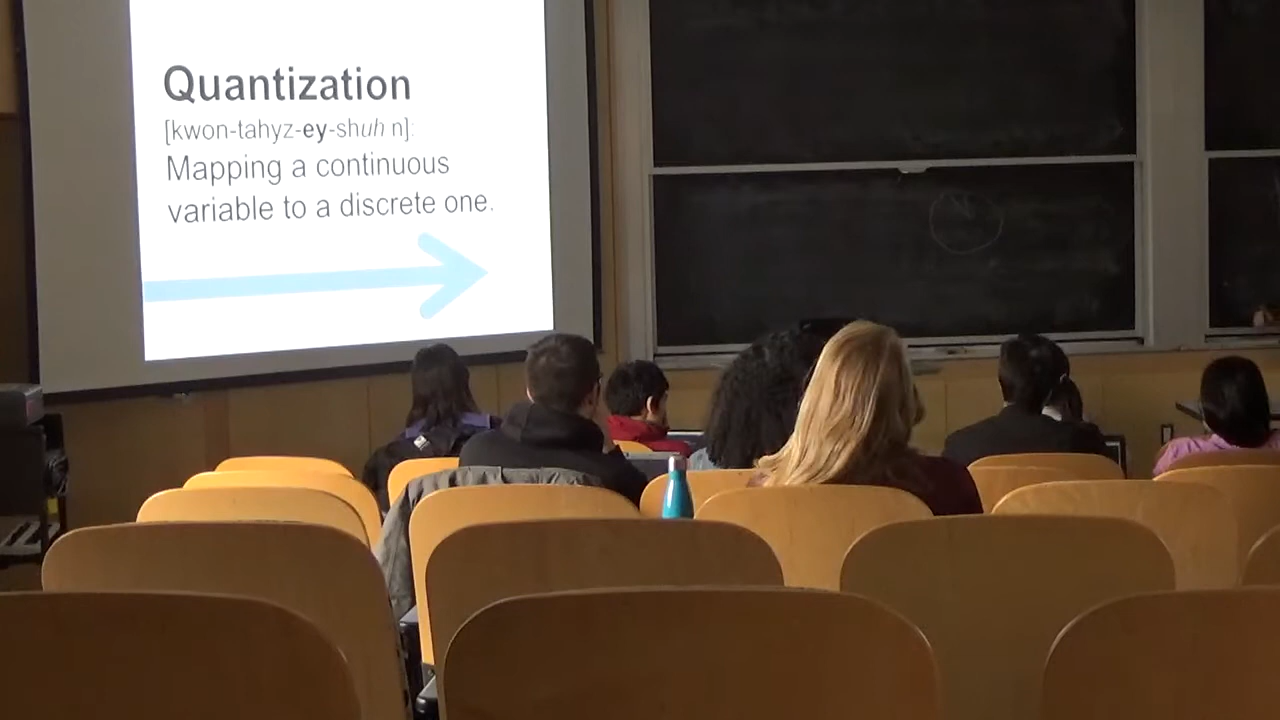 Quantization
[kwon-tahyz-ey-shuh n]:
Mapping a continuous
variable to a discrete one.